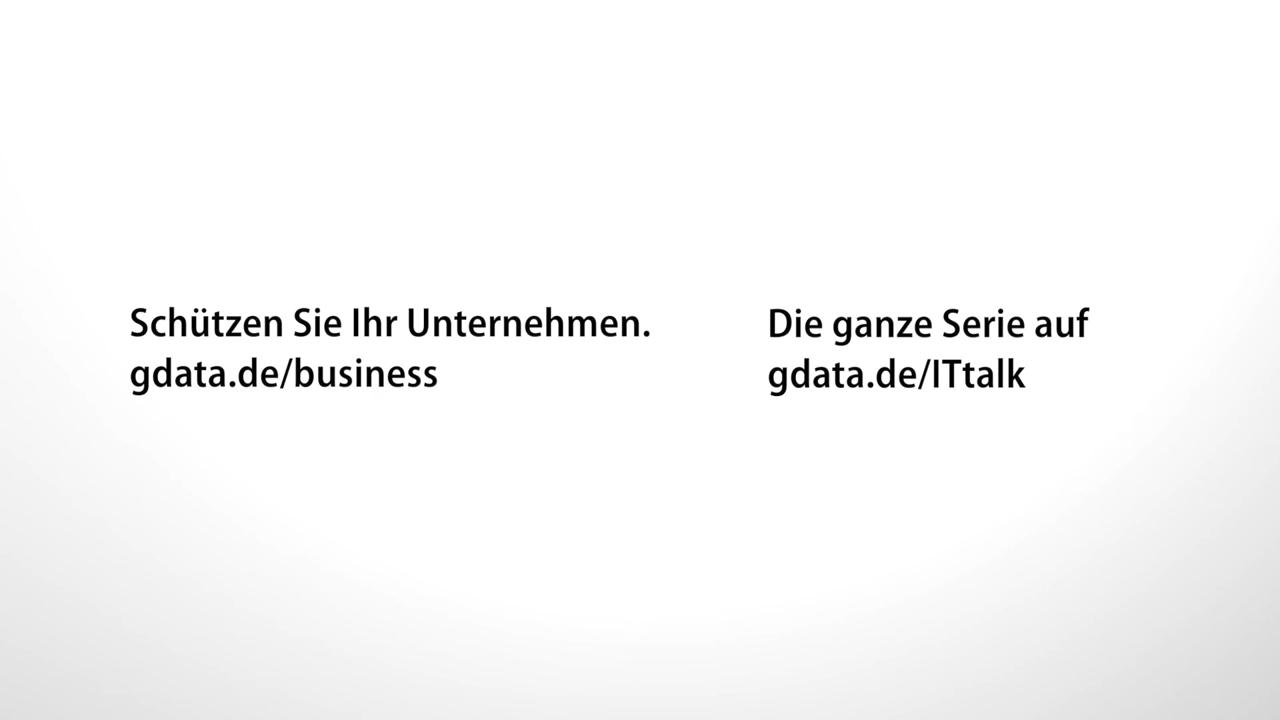 Schützen Sie Ihr Unternehmen.
gdata.de/business
Die ganze Serie auf
gdata.de/ITtalk